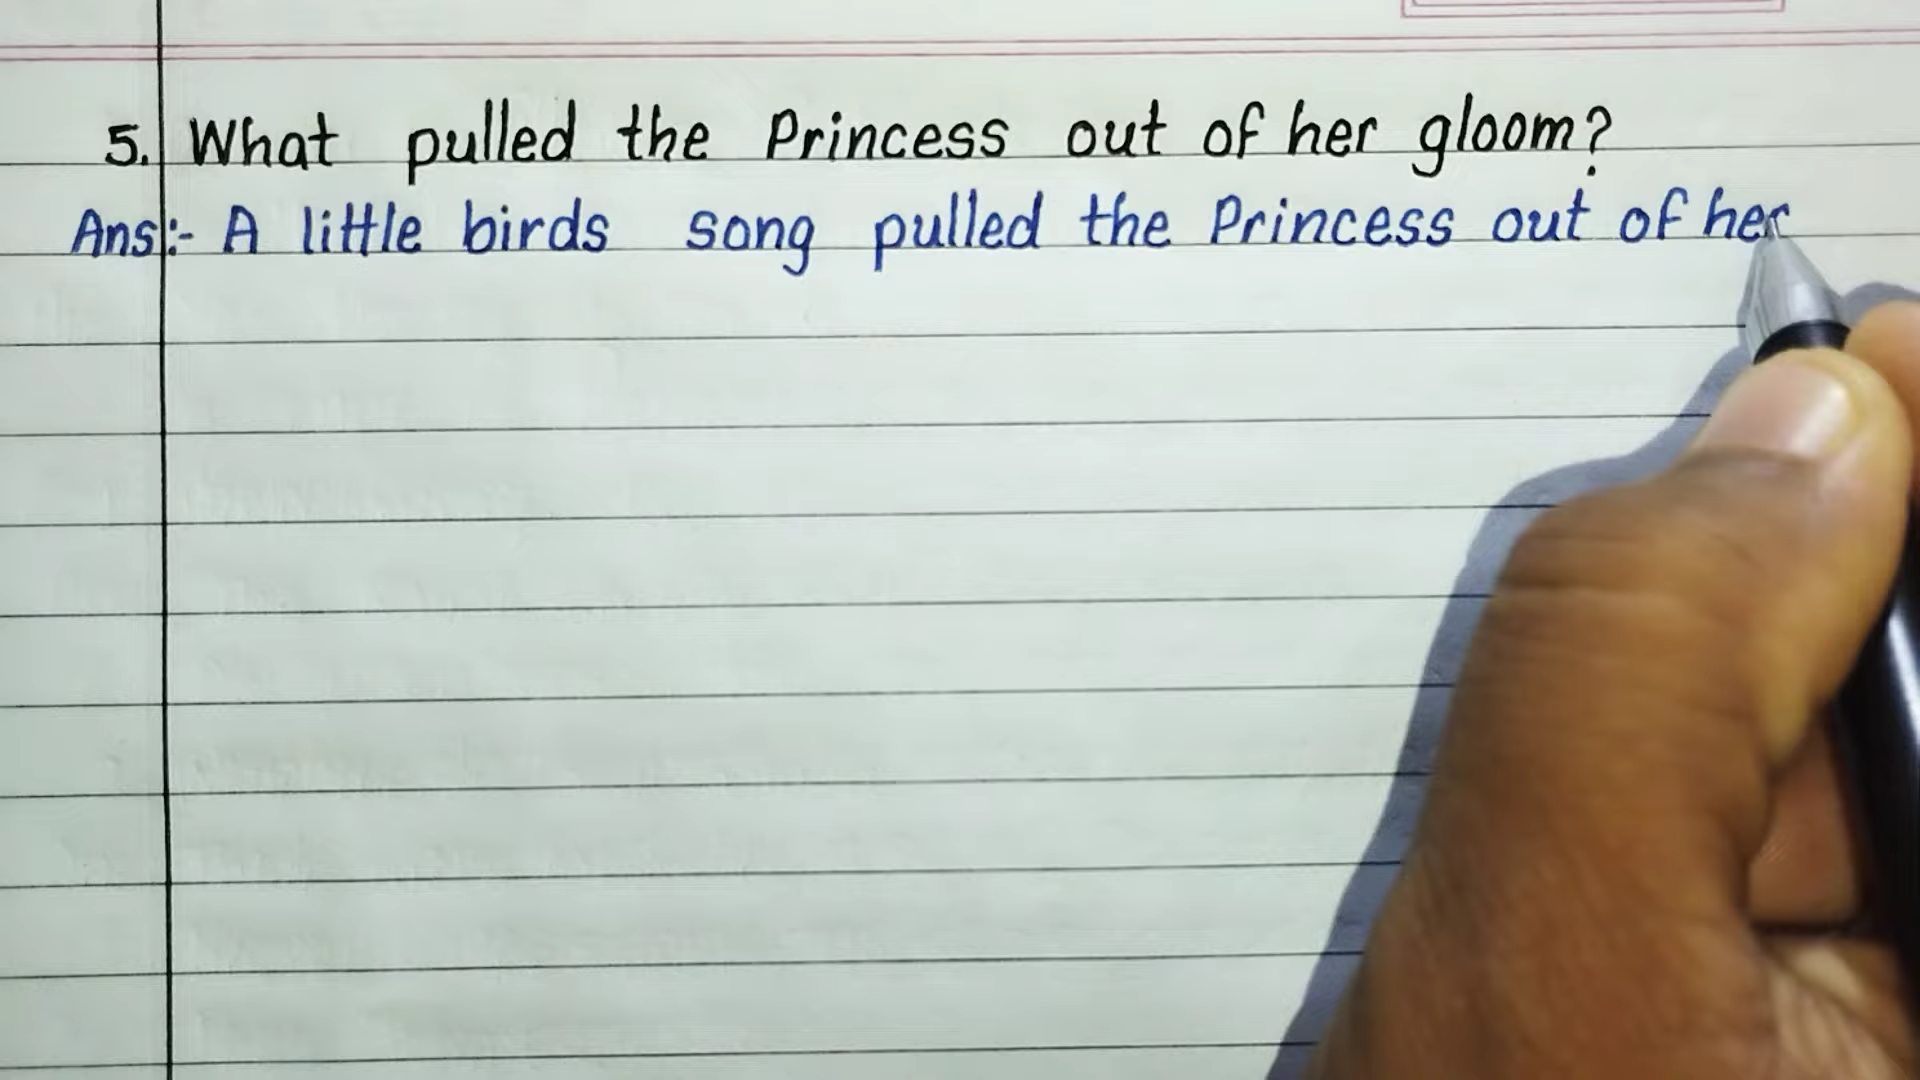 5. What pulled the Princess out of her gloom?
Ans:- A little birds song pulled the Princess out of her